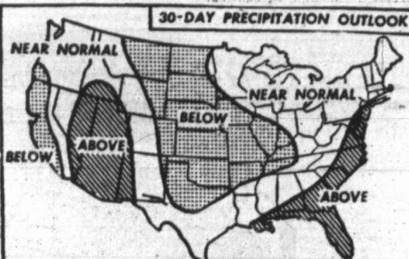 30-DAY PRECIPITATION OUTLOOK
NEAR NORMAL
NEAR NORMAL
BELOW
BELOW
ABOVE
ABOVE